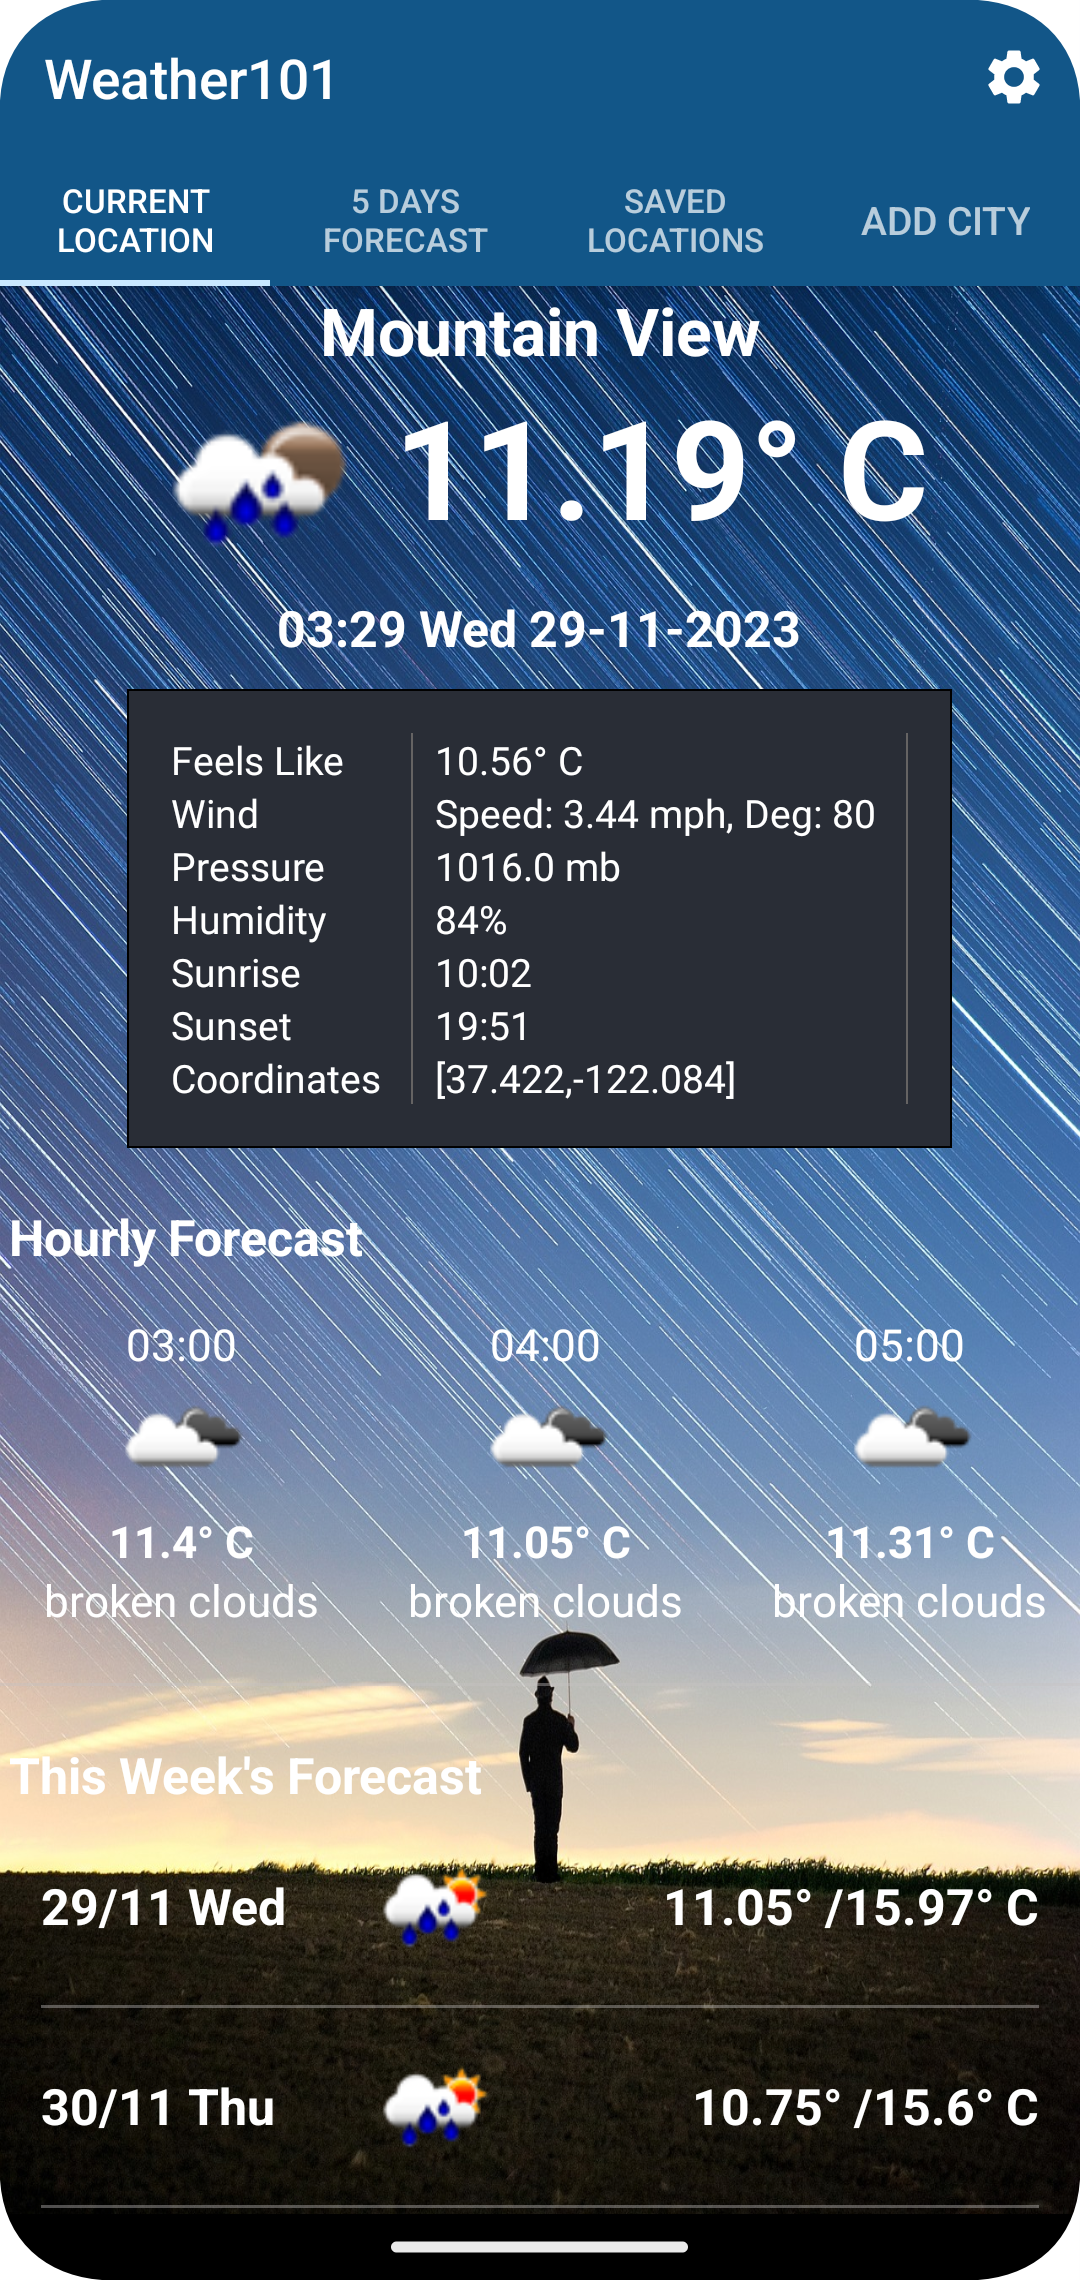 Weather101
CURRENT LOCATION
5 DAYS FORECAST
SAVED LOCATIONS
ADD CITY
Mountain View
11.19° C
03:29 Wed 29-11-2023
Feels Like 10.56° C
Wind Speed: 3.44 mph, Deg: 80
Pressure 1016.0 mb
Humidity 84%
Sunrise 10:02
Sunset 19:51
Coordinates [37.422,-122.084]
Hourly Forecast
03:00 04:00 05:00
11.4° C 11.05° C 11.31° C
broken clouds broken clouds broken clouds
This Week's Forecast
29/11 Wed 11.05° /15.97° C
30/11 Thu 10.75° /15.6° C